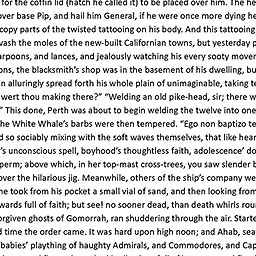 for the coffin lid (hatch he called it) to be placed over him. The he
over base Pip, and hail him General, if he were once more dying he
copy parts of the twisted tattooing on his body. And this tattooing
wash the moles of the new-built Californian towns, but yesterday p
arpoons, and lances, and jealously watching his every sooty mover
ons, the blacksmith's shop was in the basement of his dwelling, bu
n alluringly spread forth his whole plain of unimaginable, taking te
wert thou making there?" "Welding an old pike-head, sir; there w
" This done, Perth was about to begin welding the twelve into one
the White Whale's barbs were then tempered. "Ego non baptizo te
d so sociably mixing with the soft waves themselves, that like hear
's unconscious spell, boyhood's thoughtless faith, adolescence' do
perm; above which, in her top-mast cross-trees, you saw slender b
over the hilarious jig. Meanwhile, others of the ship's company we
he took from his pocket a small vial of sand, and then looking from
wards full of faith; but see! no sooner dead, than death whirls roun
orgiven ghosts of Gomorrah, ran shuddering through the air. Starte
d time the order came. It was hard upon high noon; and Ahab, sea
babies' plaything of haughty Admirals, and Commodores, and Cap